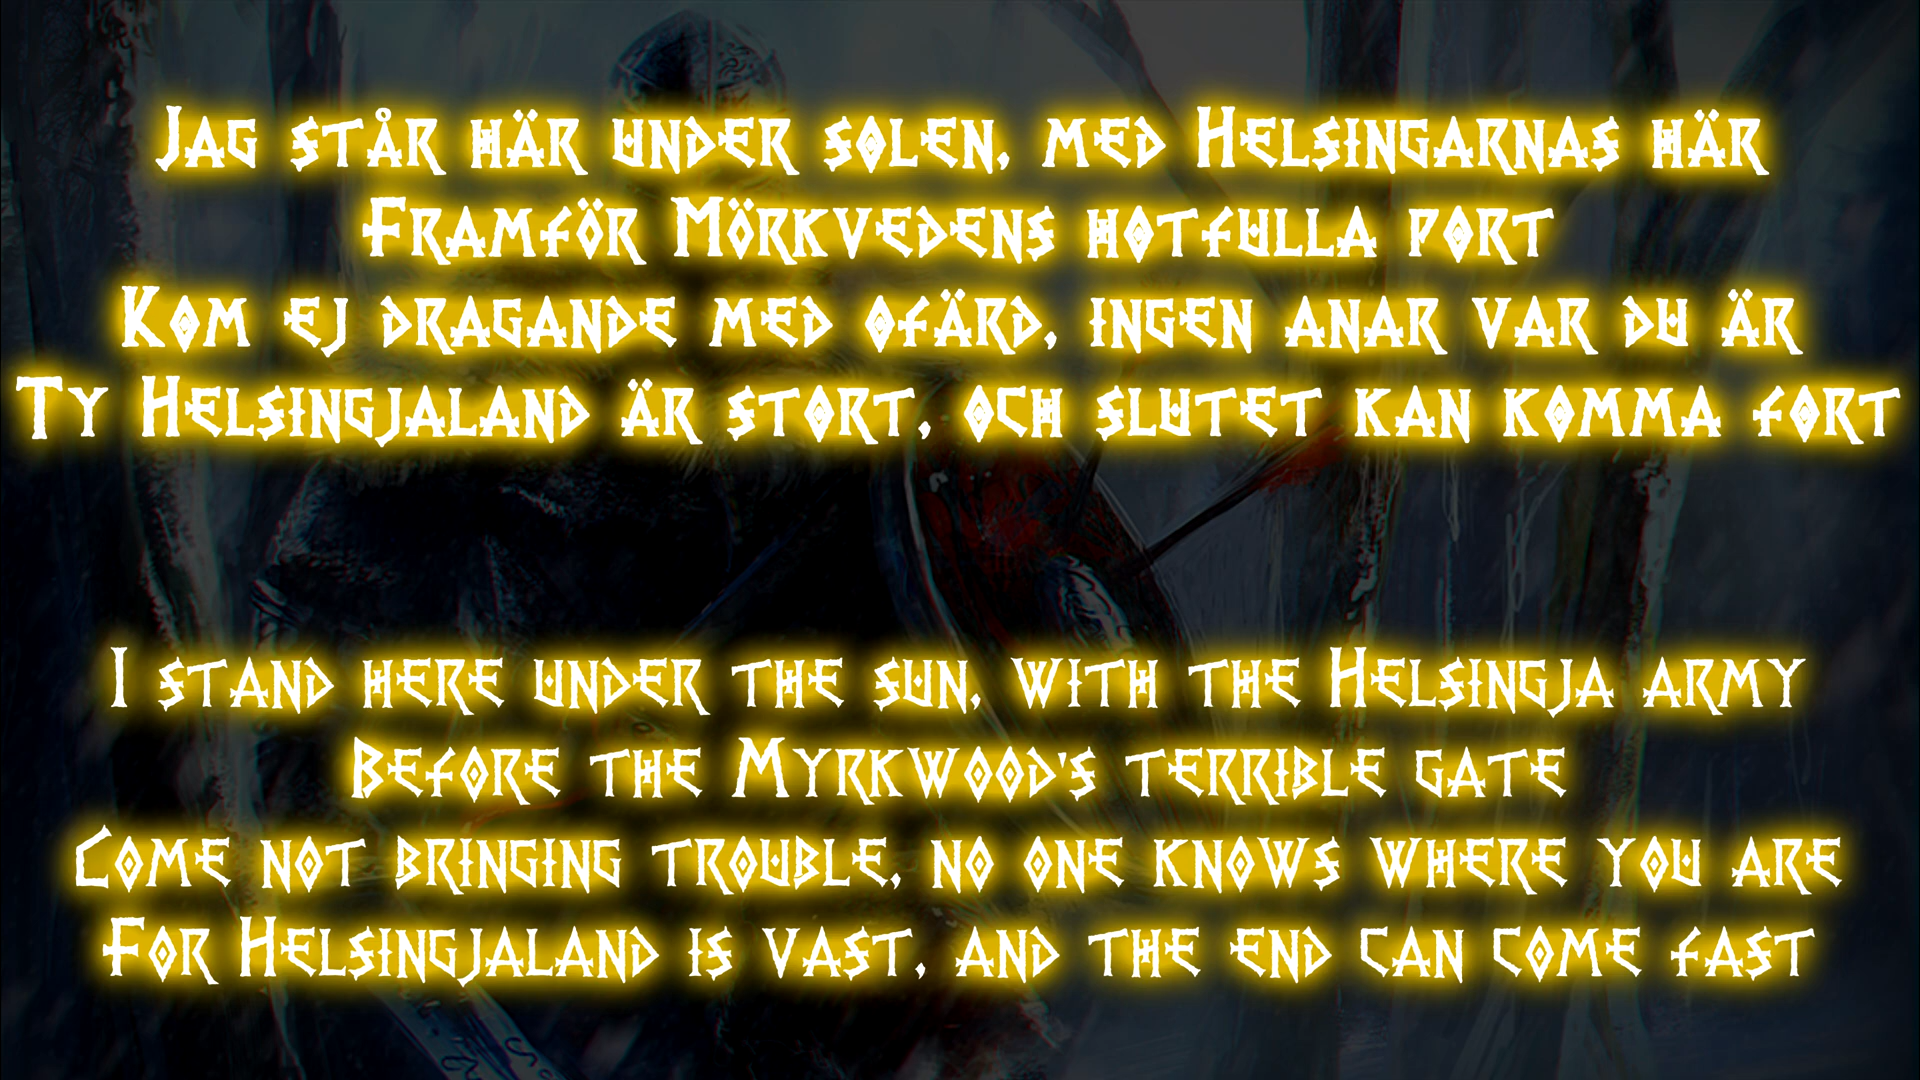 Jag står här under solen, med Helsingarnas här
Framför Mörkvedens hotfulla port
Kom ej dragande med ofärd, ingen anar var du är
Ty Helsingjaland är stort, och slutet kan komma fort
I stand here under the sun, with the Helsingja army
Before the Myrkwood's terrible gate
Come not bringing trouble, no one knows where you are
For Helsingjaland is vast, and the end can come fast